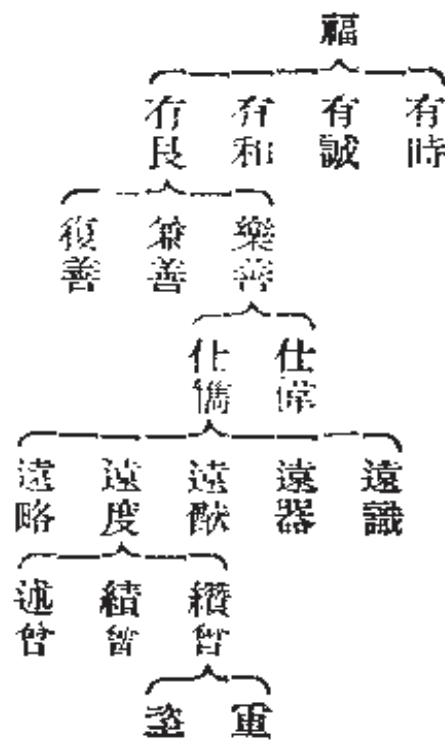 福
有時
有誠
有和
有良
樂善
兼善
復善
仕偉
仕儁
遠識
遠器
遠猷
遠度
遠略
纘曾
績曾
述曾
重